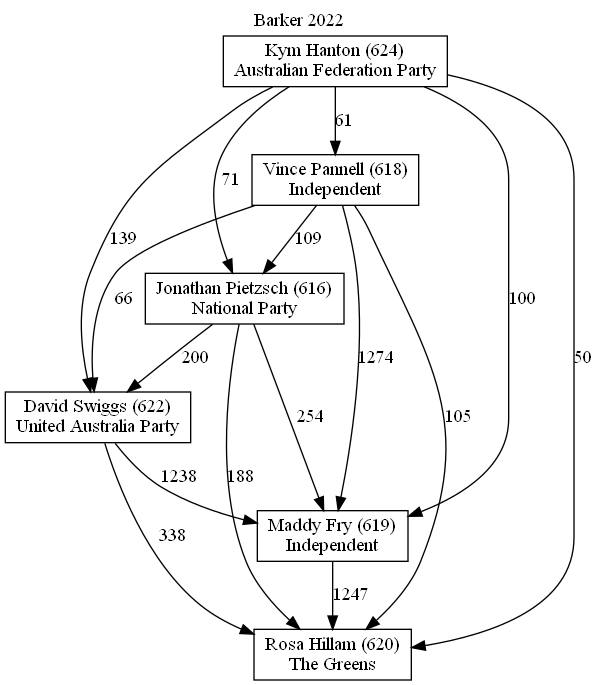 Barker 2022
Kym Hanton (624)
Australian Federation Party
61
Vince Pannell (618)
Independent
71
139
109
66
Jonathan Pietzsch (616)
National Party
100
200
1274
50
David Swiggs (622)
United Australia Party
254
105
1238
188
Maddy Fry (619)
Independent
338
1247
Rosa Hillam (620)
The Greens